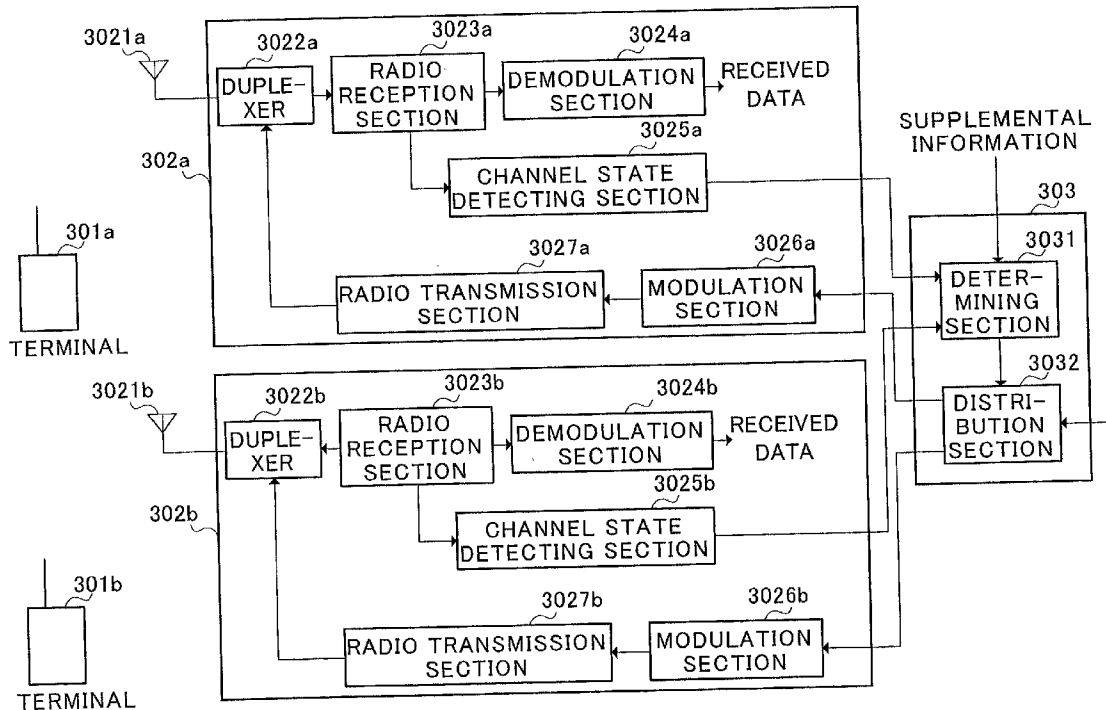 3021a
3022a
DUPLE-
XER
3023a
RADIO
RECEPTION
SECTION
3024a
DEMODULATION
SECTION
RECEIVED
DATA
3025a
CHANNEL STATE
DETECTING SECTION
302a
SUPPLEMENTAL
INFORMATION
303
301a
TERMINAL
3027a
RADIO TRANSMISSION
SECTION
3026a
MODULATION
SECTION
3031
DETER-
MINING
SECTION
3032
DISTRI-
BUTION
SECTION
3021b
3022b
DUPLE-
XER
3023b
RADIO
RECEPTION
SECTION
3024b
DEMODULATION
SECTION
RECEIVED
DATA
3025b
CHANNEL STATE
DETECTING SECTION
302b
301b
TERMINAL
3027b
RADIO TRANSMISSION
SECTION
3026b
MODULATION
SECTION